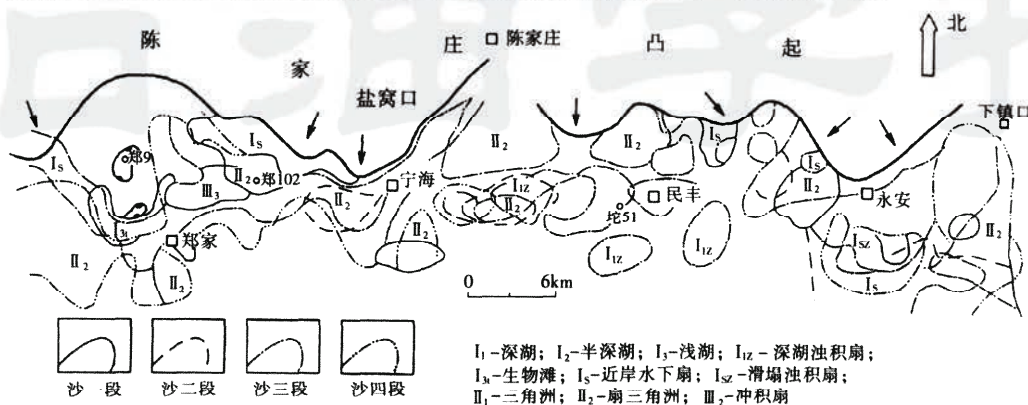 陈 家 庄 凸 起
北
陈家庄
盐窝口
下镇口
郑9
Ⅰs
Ⅰs
Ⅱ₂
郑102
Ⅲ₃
Ⅱ₂
宁海
Ⅱ₂
Ⅰ₁z
Ⅱ₂
Ⅱ₂
Ⅰs
民丰
坨51
Ⅰs
Ⅱ₂
永安
Ⅱ₂
₃ₜ
郑家
Ⅱ₂
Ⅱ₂
Ⅱ₂
Ⅰ₁z
Ⅰ₁z
Ⅰsz
Ⅰs
0 6km
沙一段 沙二段 沙三段 沙四段
Ⅰ₁-深湖；Ⅰ₂-半深湖；Ⅰ₃-浅湖；Ⅰ₁z-深湖浊积扇；
Ⅰ₃ₜ-生物滩；Ⅰs-近岸水下扇；Ⅰsz-滑塌浊积扇；
Ⅱ₁-三角洲；Ⅱ₂-扇三角洲；Ⅲ₂-冲积扇